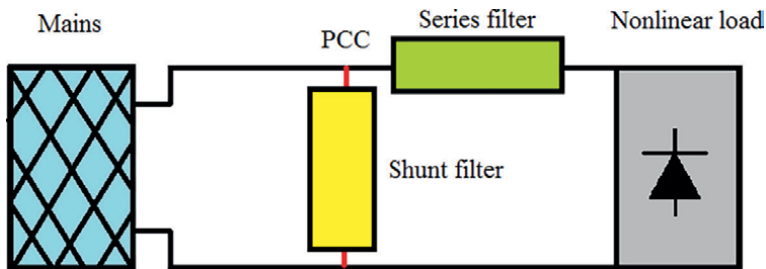 Mains
PCC
Series filter
Nonlinear load
Shunt filter